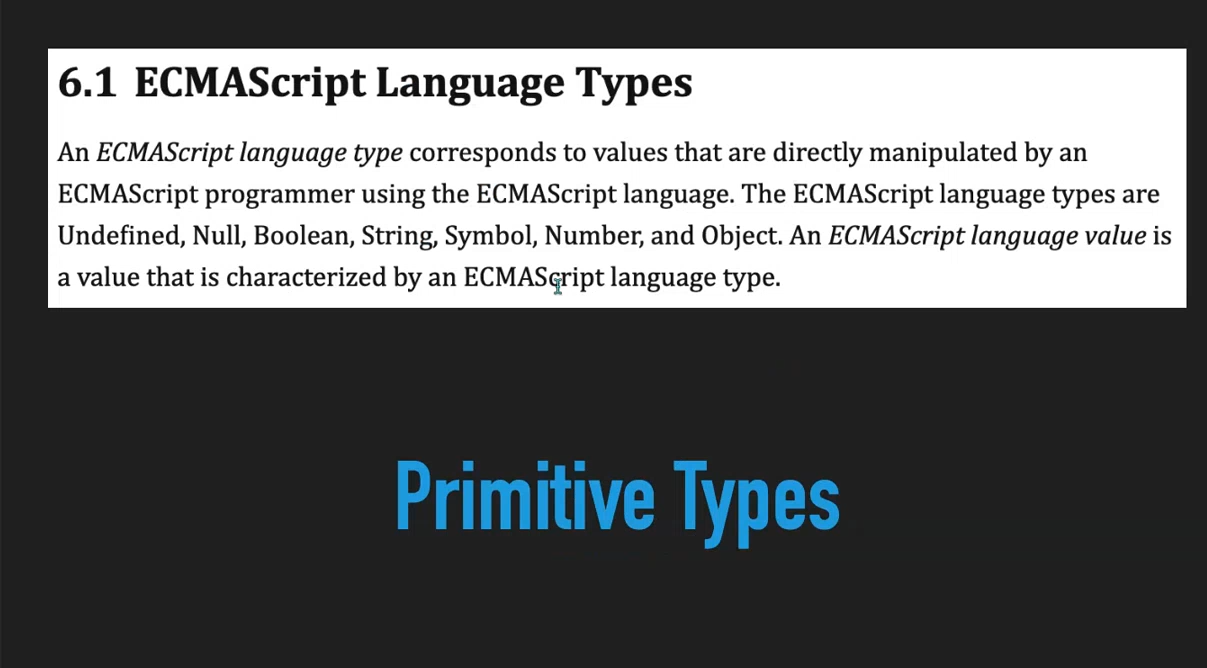 6.1 ECMAScript Language Types
An ECMAScript language type corresponds to values that are directly manipulated by an
ECMAScript programmer using the ECMAScript language. The ECMAScript language types are
Undefined, Null, Boolean, String, Symbol, Number, and Object. An ECMAScript language value is
a value that is characterized by an ECMAScript language type.
Primitive Types